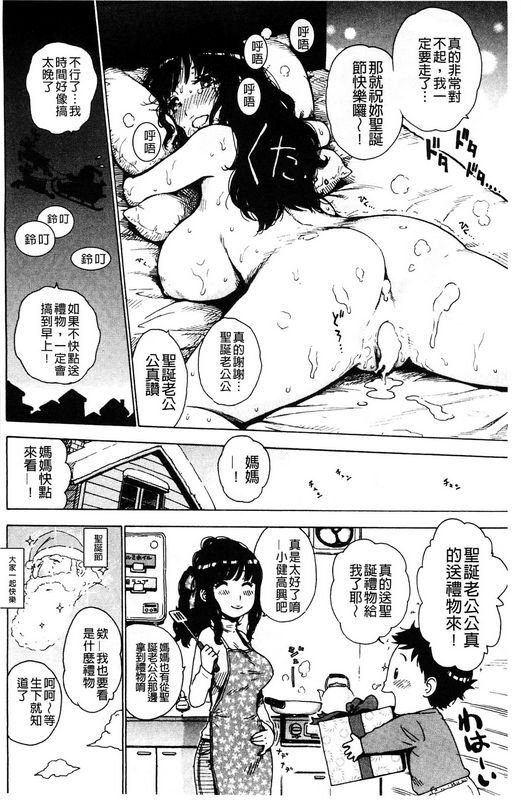 真的非常對
不起，我一
定要走了…
那就祝妳聖誕
節快樂囉～！
呼唔
呼唔
呼唔
呼唔
くた
ドタ
ドタ
真的謝謝…
聖誕老公公
聖誕老公
公真讚
不行了…我
時間好像搞
太晚了
鈴叮
鈴叮
如果不快點送
禮物，一定會
搞到早上！
媽媽
—！
媽媽快點
來看—！
聖誕老公公真
的送禮物來！
真的送聖
誕禮物給
我了耶～
わはーい
真是太好了唷
—小健高興吧
媽媽也有從聖
誕老公公那邊
拿到禮物唷
聖誕節
大家一起快樂
欸—我也要看
是什麼禮物
呵呵～等
生下就知
道了